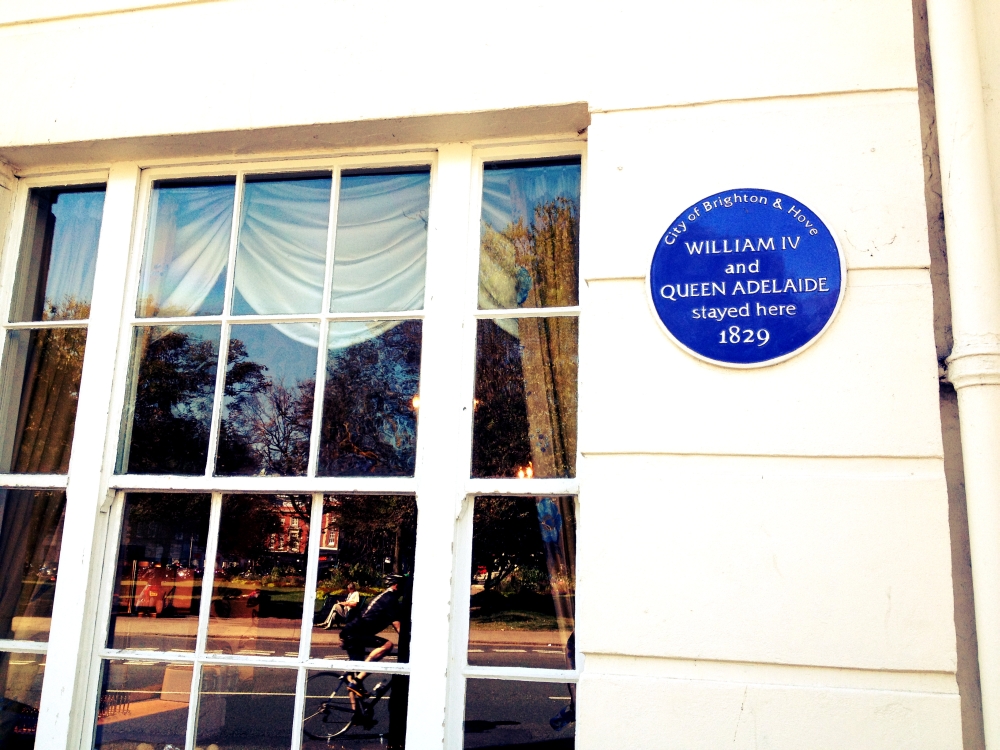 City of Brighton & Hove
WILLIAM IV
and
QUEEN ADELAIDE
stayed here
1829